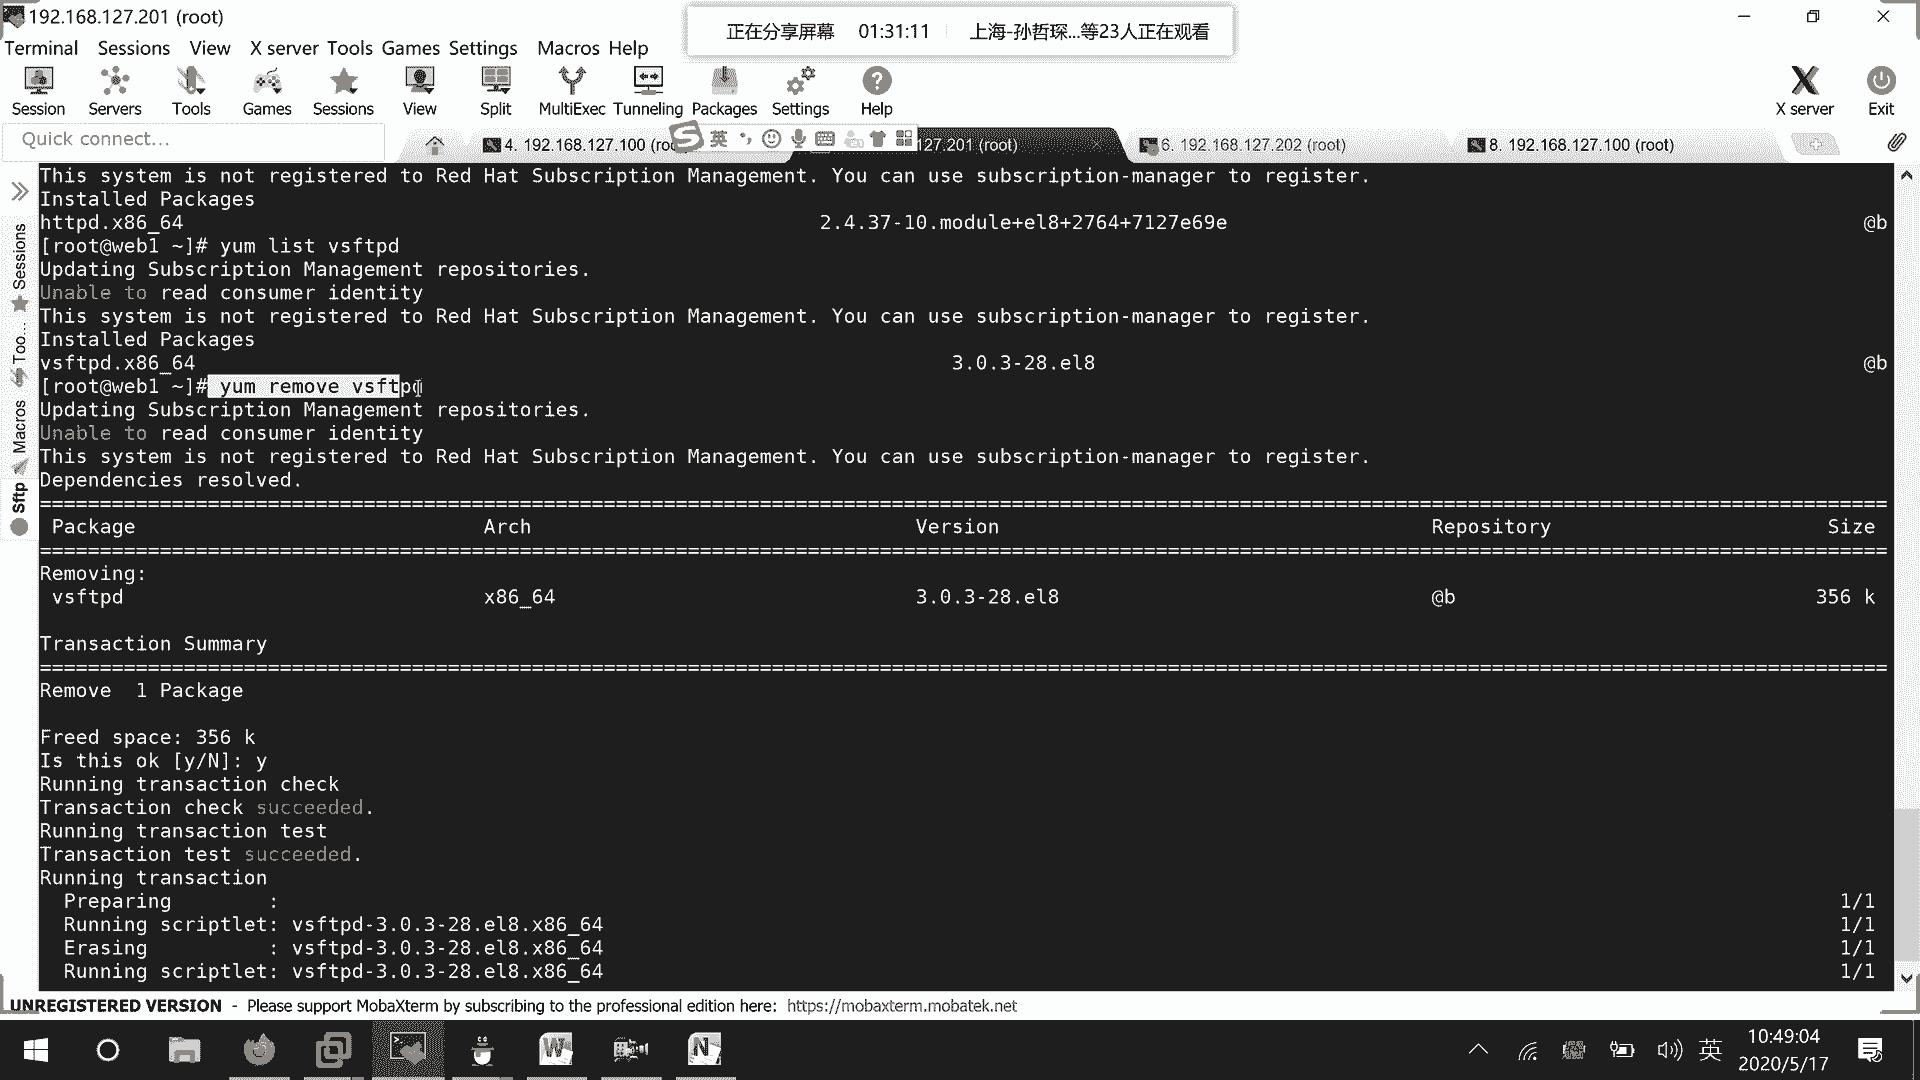 192.168.127.201 (root)
正在分享屏幕 01:31:11 上海-孙哲琛...等23人正在观看
Terminal Sessions View X server Tools Games Settings Macros Help
Session Servers Tools Games Sessions View Split MultiExec Tunneling Packages Settings Help X server Exit
Quick connect...
4. 192.168.127.100 (roo
英
127.201 (root)
6. 192.168.127.202 (root)
8. 192.168.127.100 (root)
Sessions
Too...
Macros
Sftp
This system is not registered to Red Hat Subscription Management. You can use subscription-manager to register.
Installed Packages
httpd.x86_64 2.4.37-10.module+el8+2764+7127e69e @b
[root@web1 ~]# yum list vsftpd
Updating Subscription Management repositories.
Unable to read consumer identity
This system is not registered to Red Hat Subscription Management. You can use subscription-manager to register.
Installed Packages
vsftpd.x86_64 3.0.3-28.el8 @b
[root@web1 ~]# yum remove vsftpd
Updating Subscription Management repositories.
Unable to read consumer identity
This system is not registered to Red Hat Subscription Management. You can use subscription-manager to register.
Dependencies resolved.
================================================================================
Package Arch Version Repository Size
================================================================================
Removing:
vsftpd x86_64 3.0.3-28.el8 @b 356 k
Transaction Summary
================================================================================
Remove 1 Package
Freed space: 356 k
Is this ok [y/N]: y
Running transaction check
Transaction check succeeded.
Running transaction test
Transaction test succeeded.
Running transaction
Preparing : 1/1
Running scriptlet: vsftpd-3.0.3-28.el8.x86_64 1/1
Erasing : vsftpd-3.0.3-28.el8.x86_64 1/1
Running scriptlet: vsftpd-3.0.3-28.el8.x86_64 1/1
UNREGISTERED VERSION - Please support MobaXterm by subscribing to the professional edition here: https://mobaxterm.mobatek.net
英
10:49:04
2020/5/17